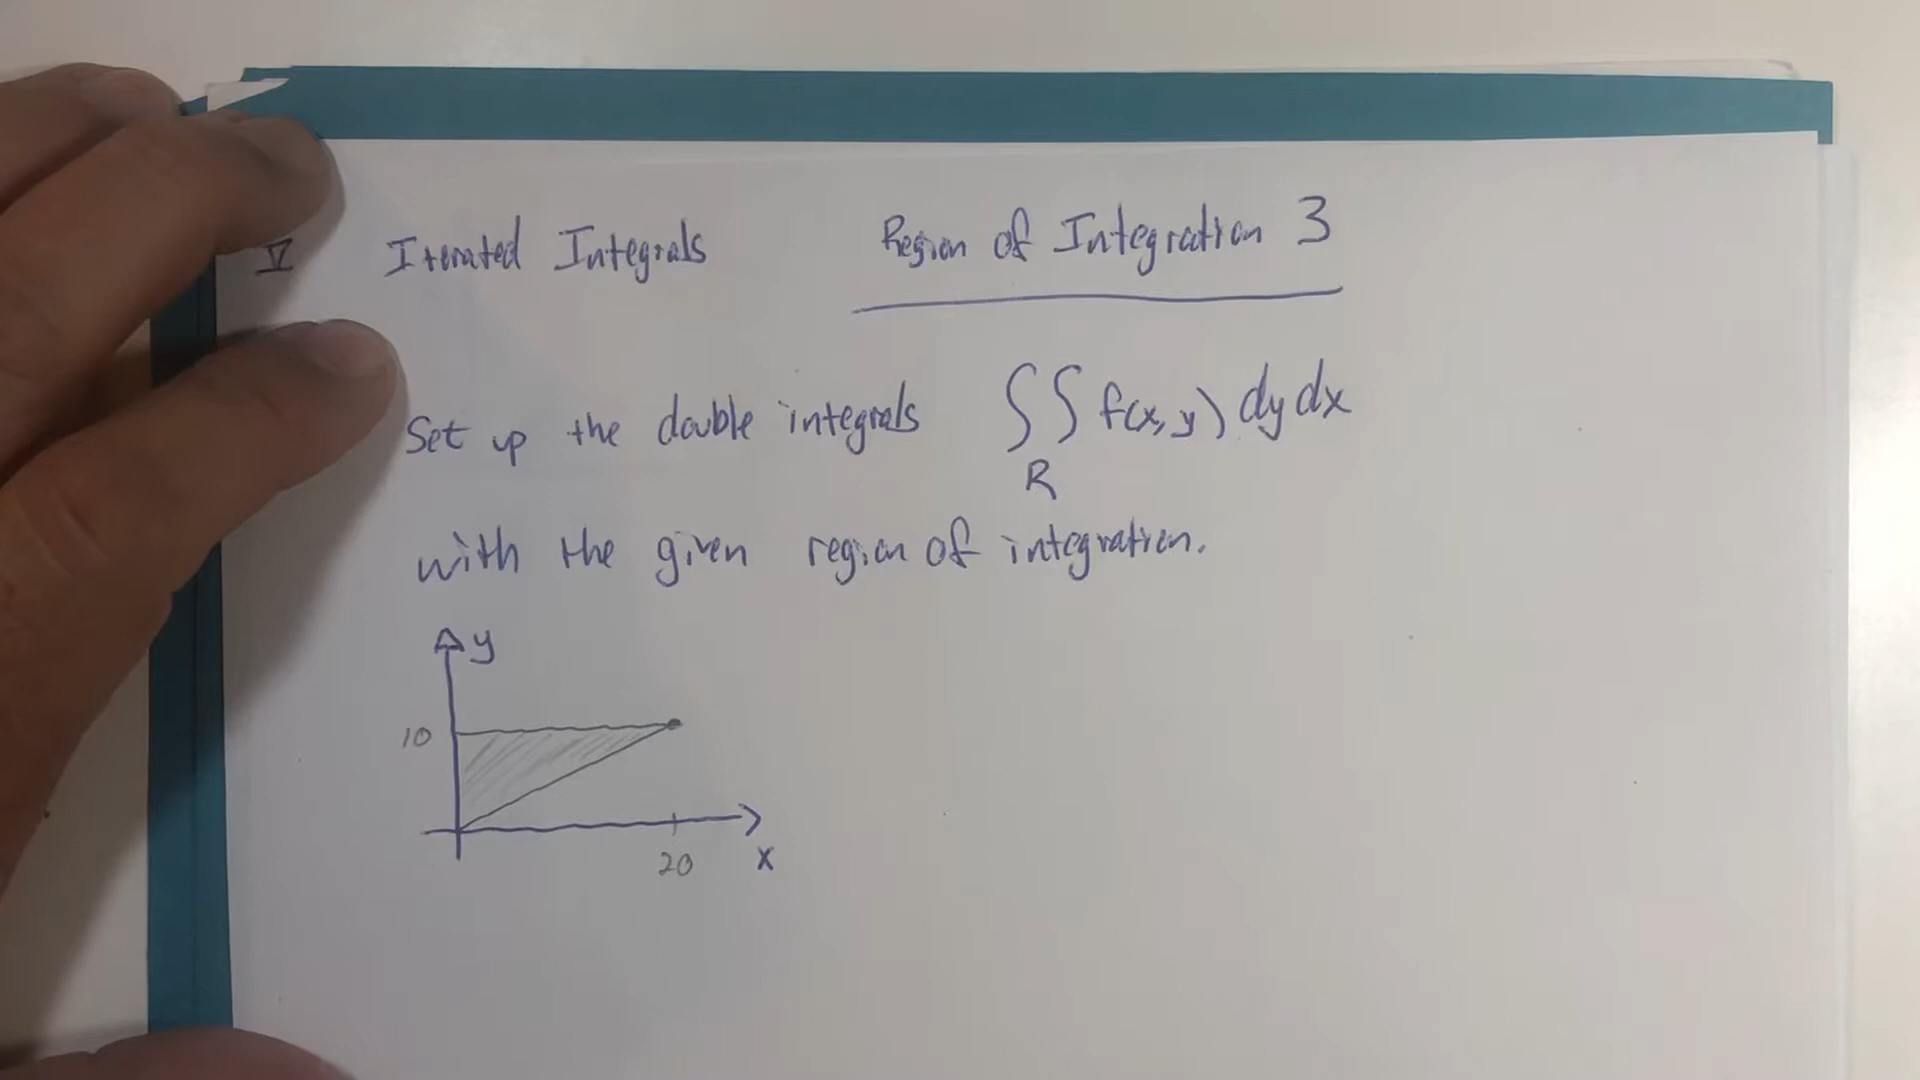 V Iterated Integrals Region of Integration 3
Set up the double integrals ∫∫ f(x,y) dy dx
R
with the given region of integration.
y
10
20 x